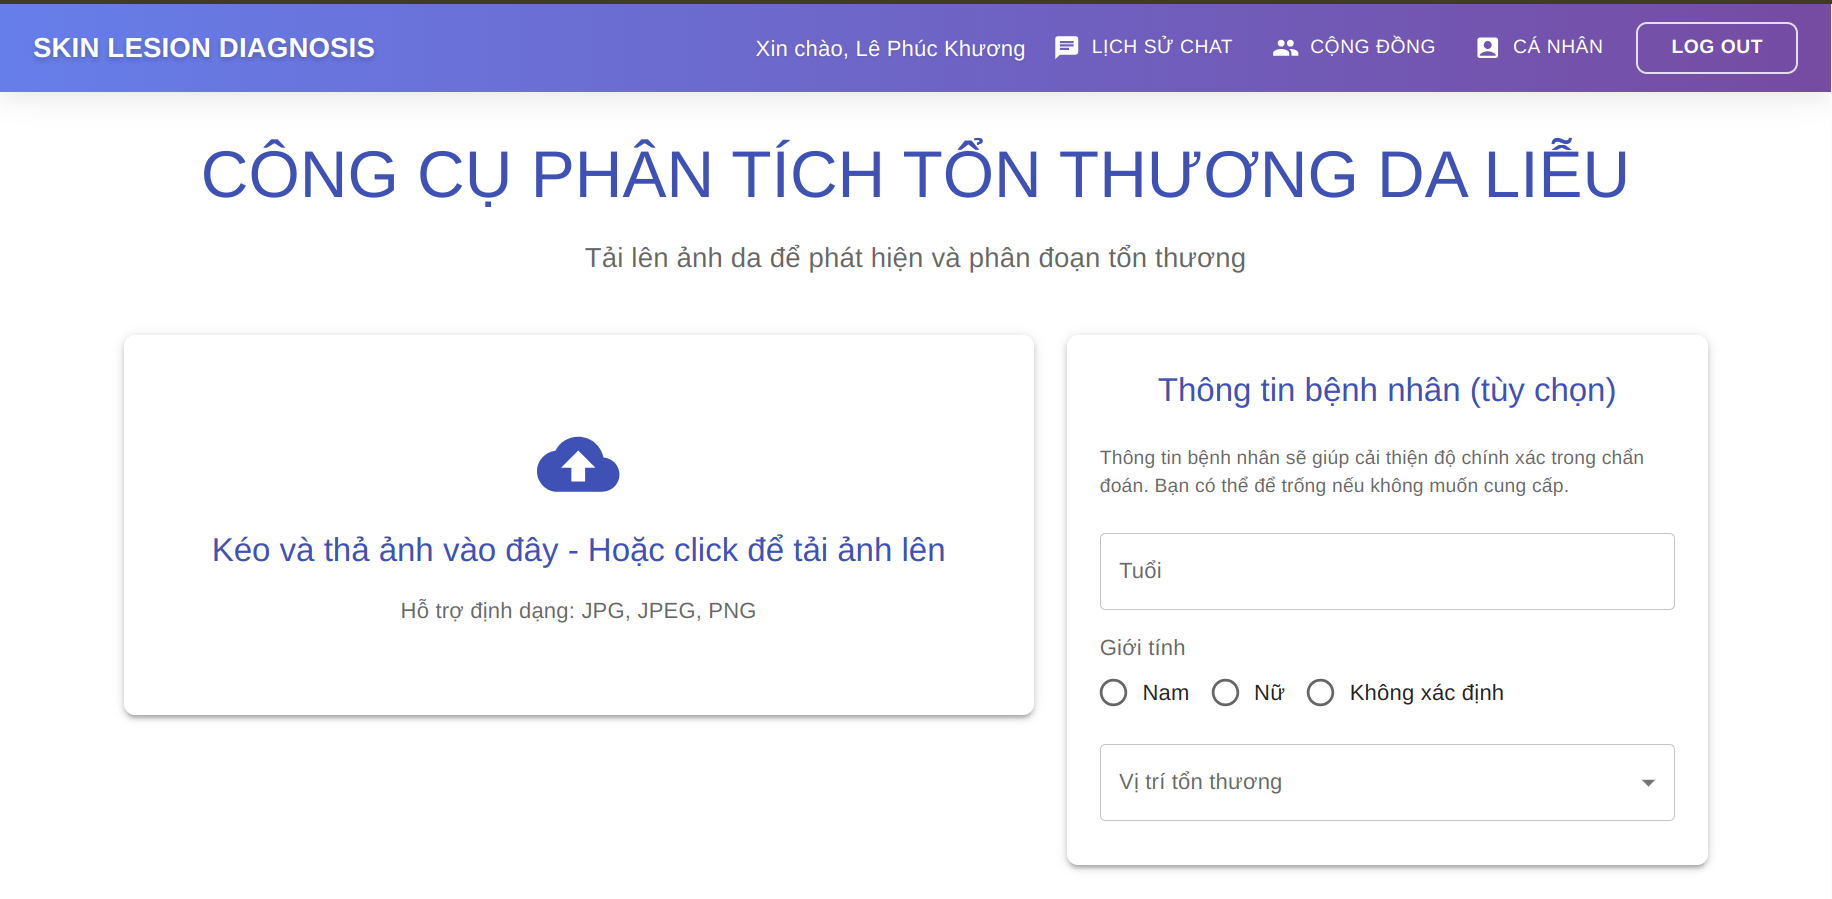 SKIN LESION DIAGNOSIS
Xin chào, Lê Phúc Khương
LỊCH SỬ CHAT
CỘNG ĐỒNG
CÁ NHÂN
LOG OUT
CÔNG CỤ PHÂN TÍCH TỔN THƯƠNG DA LIỄU
Tải lên ảnh da để phát hiện và phân đoạn tổn thương
Kéo và thả ảnh vào đây - Hoặc click để tải ảnh lên
Hỗ trợ định dạng: JPG, JPEG, PNG
Thông tin bệnh nhân (tùy chọn)
Thông tin bệnh nhân sẽ giúp cải thiện độ chính xác trong chẩn
đoán. Bạn có thể để trống nếu không muốn cung cấp.
Tuổi
Giới tính
Nam
Nữ
Không xác định
Vị trí tổn thương